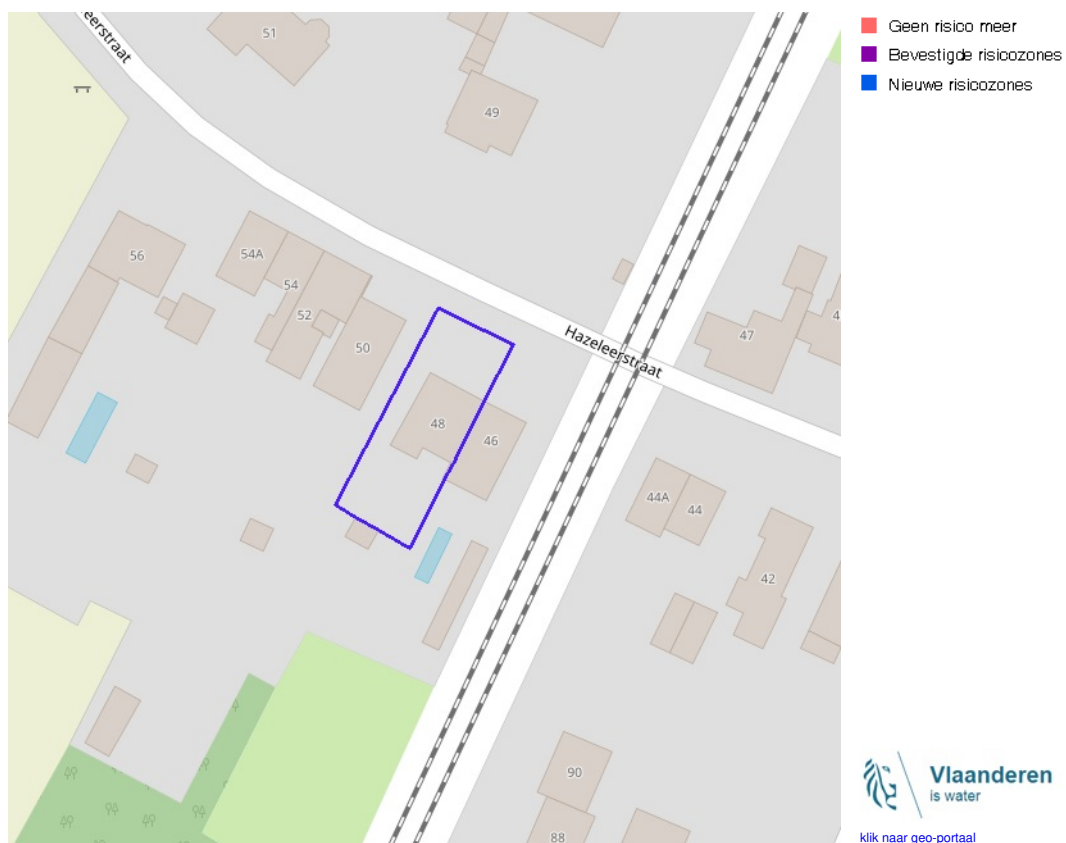 eerstraat
51
49
56
54A
54
52
50
Hazeleerstraat
47
4
48
46
44A
44
42
90
88
Geen risico meer
Bevestigde risicozones
Nieuwe risicozones
Vlaanderen
is water
klik naar geo-portaal